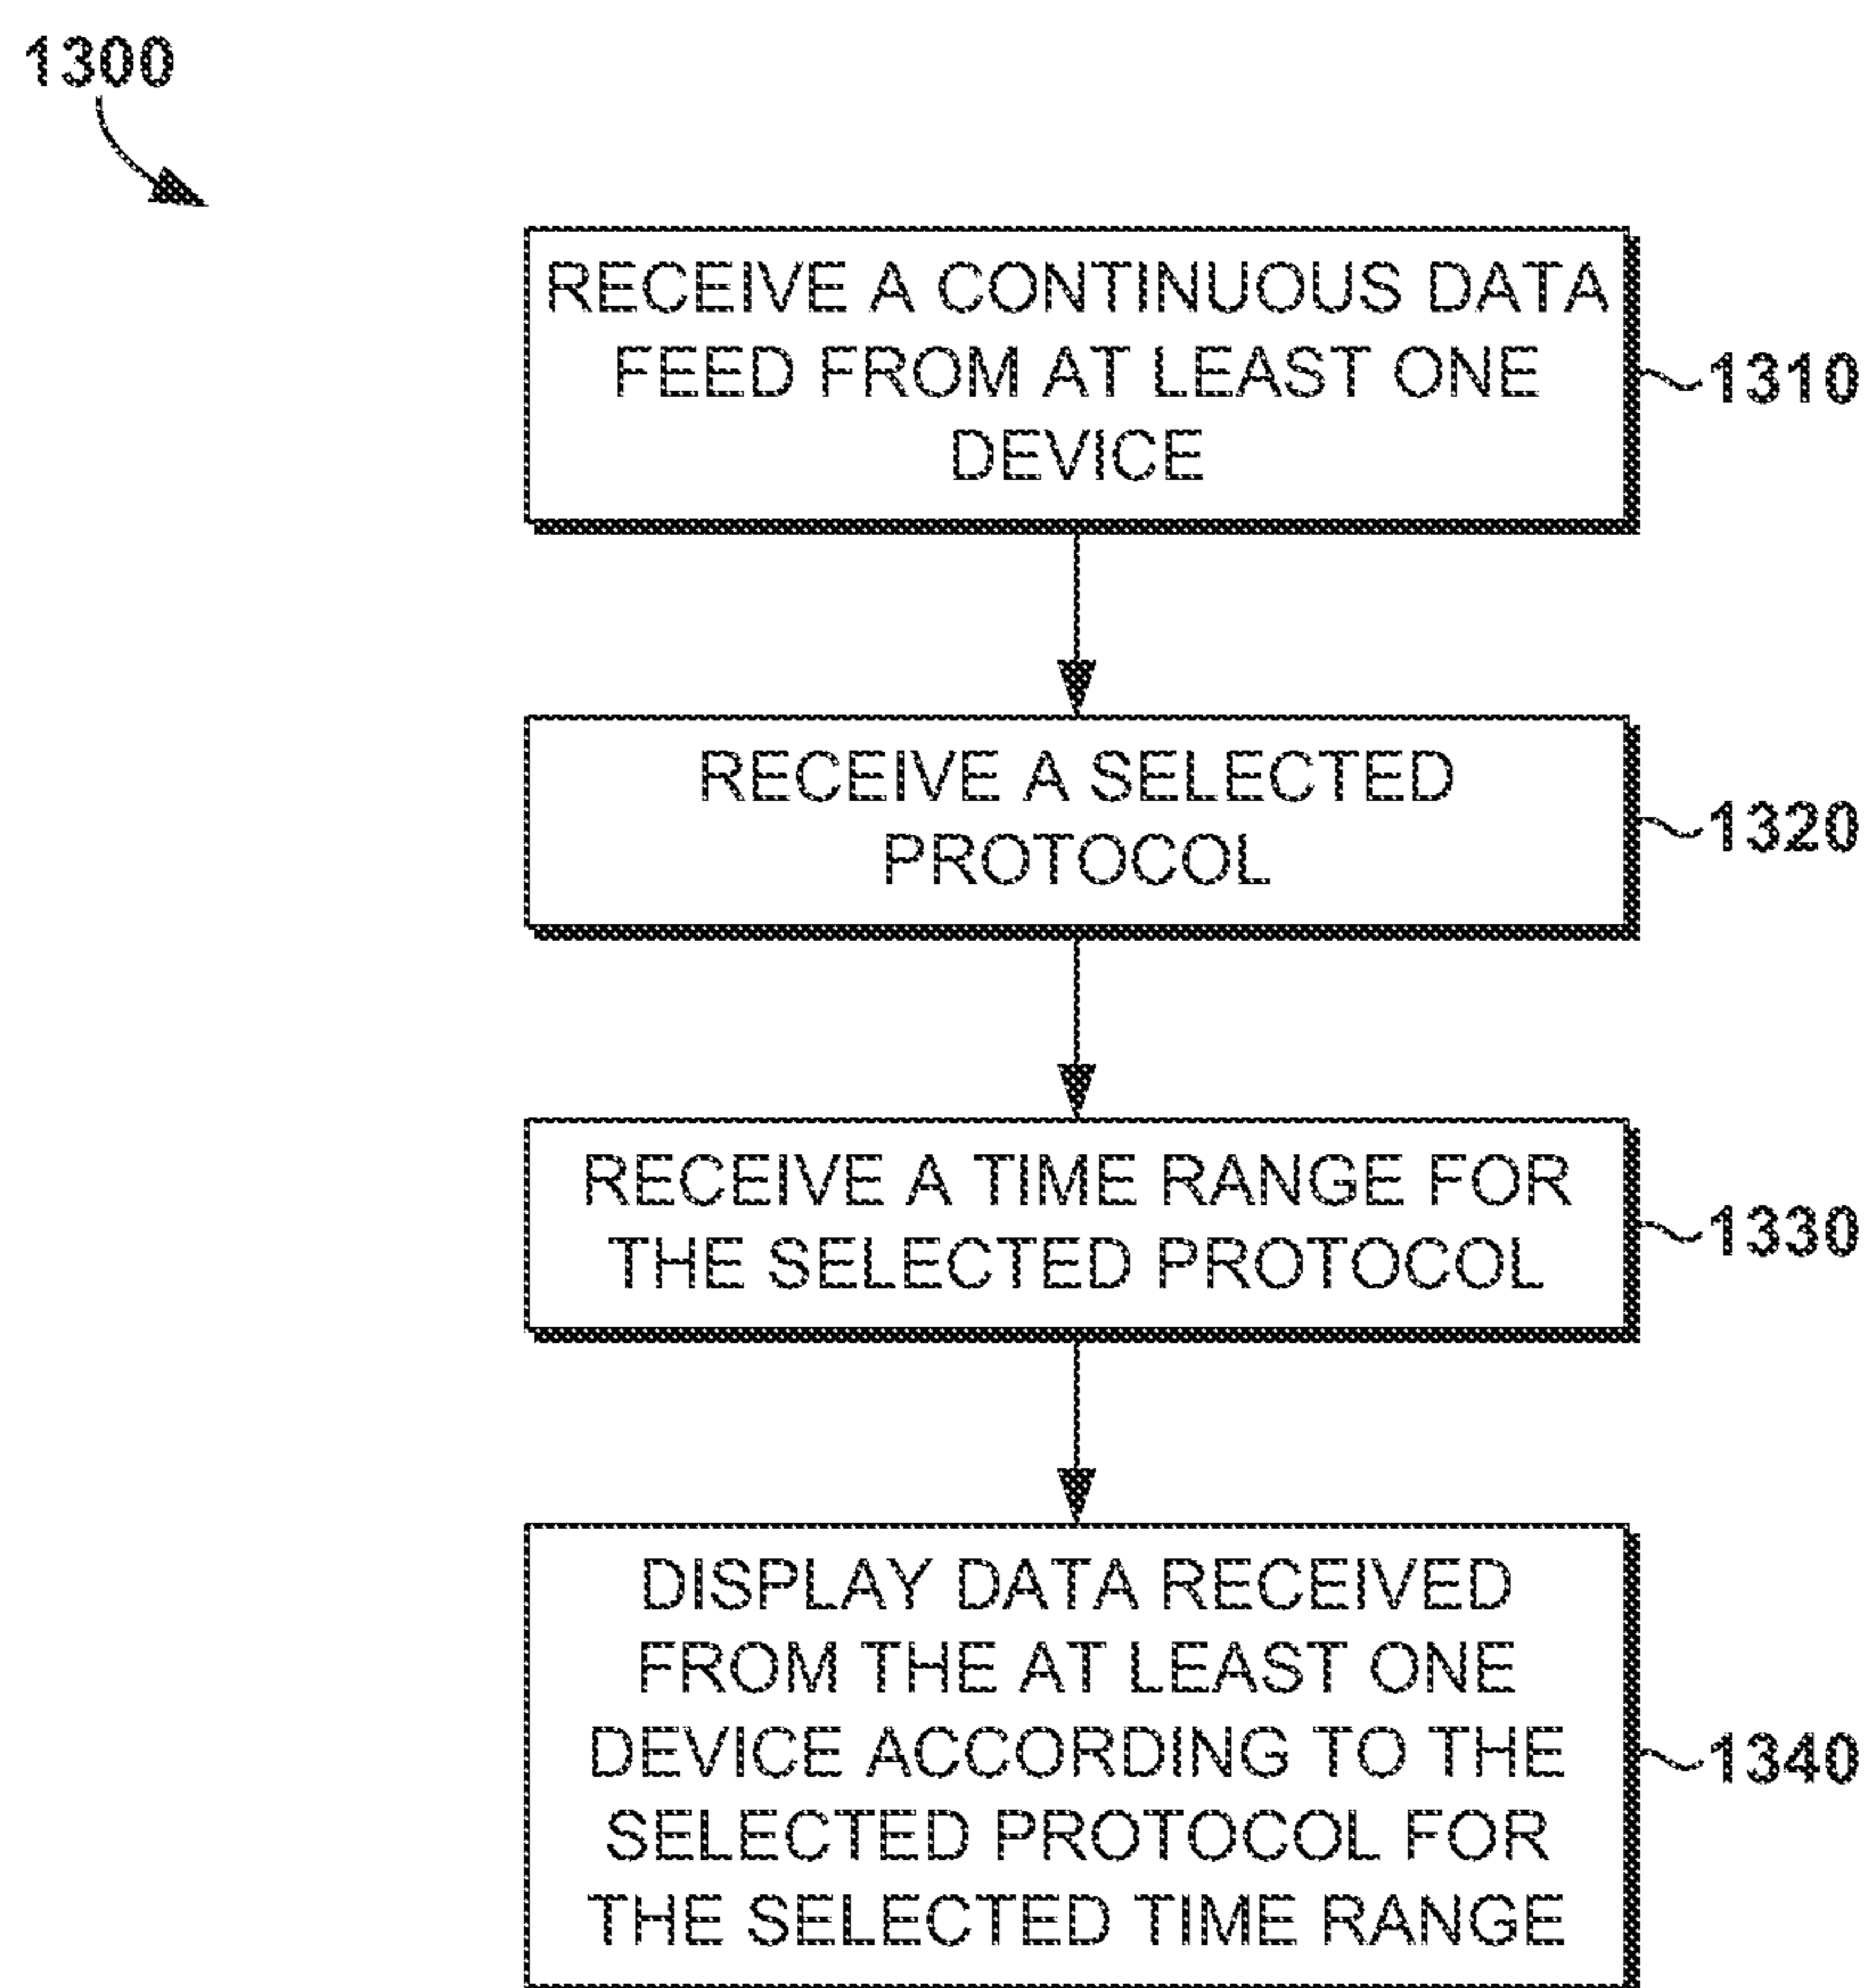 1300
RECEIVE A CONTINUOUS DATA
FEED FROM AT LEAST ONE
DEVICE
1310
RECEIVE A SELECTED
PROTOCOL
1320
RECEIVE A TIME RANGE FOR
THE SELECTED PROTOCOL
1330
DISPLAY DATA RECEIVED
FROM THE AT LEAST ONE
DEVICE ACCORDING TO THE
SELECTED PROTOCOL FOR
THE SELECTED TIME RANGE
1340